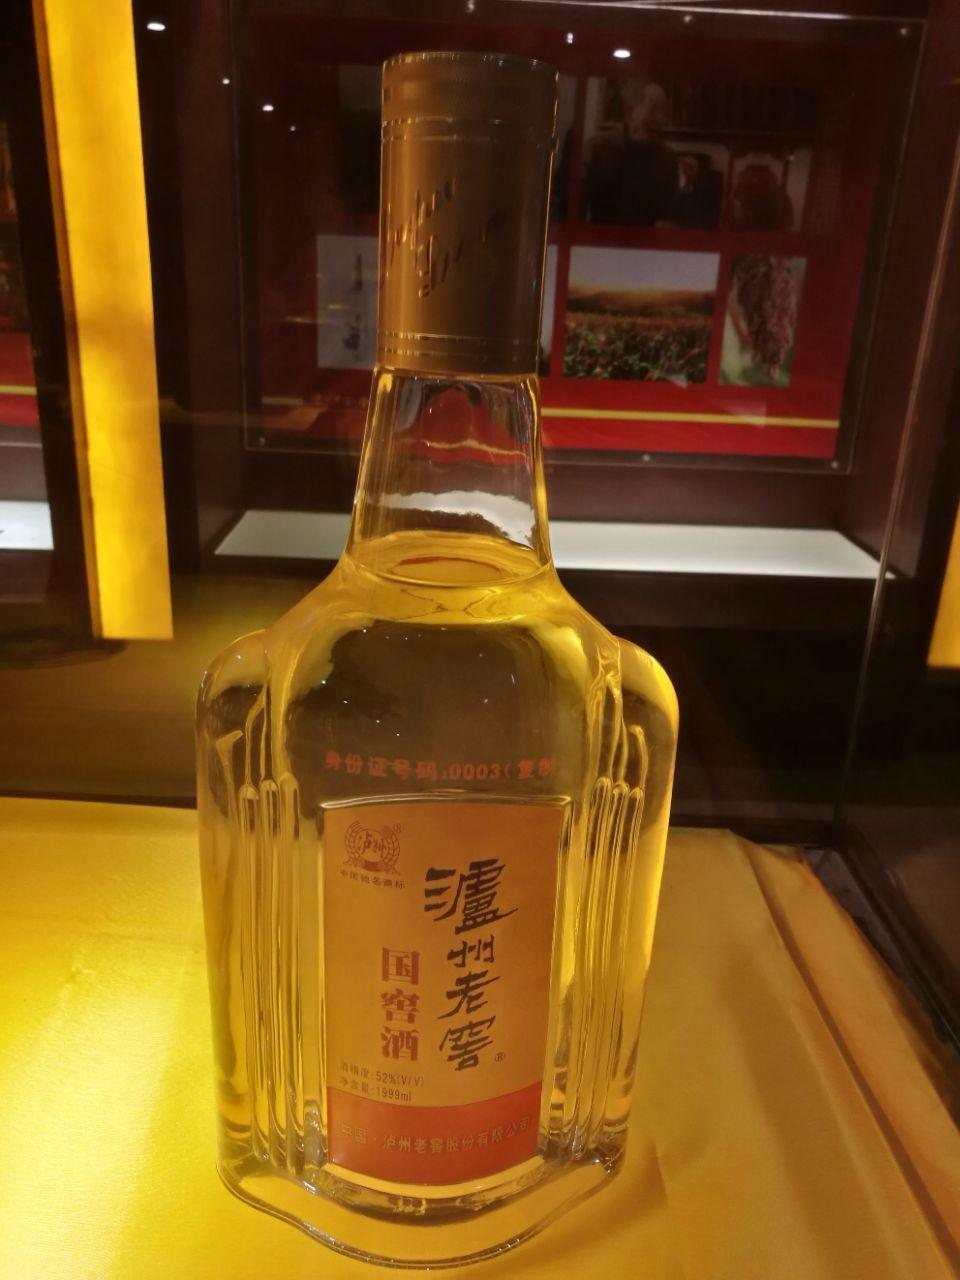 身份证号码:0003(复制
泸州
®
中国驰名商标
泸州老窖
®
国窖酒
酒精度:52%(V/V)
净含量:1999ml
中国·泸州老窖股份有限公司